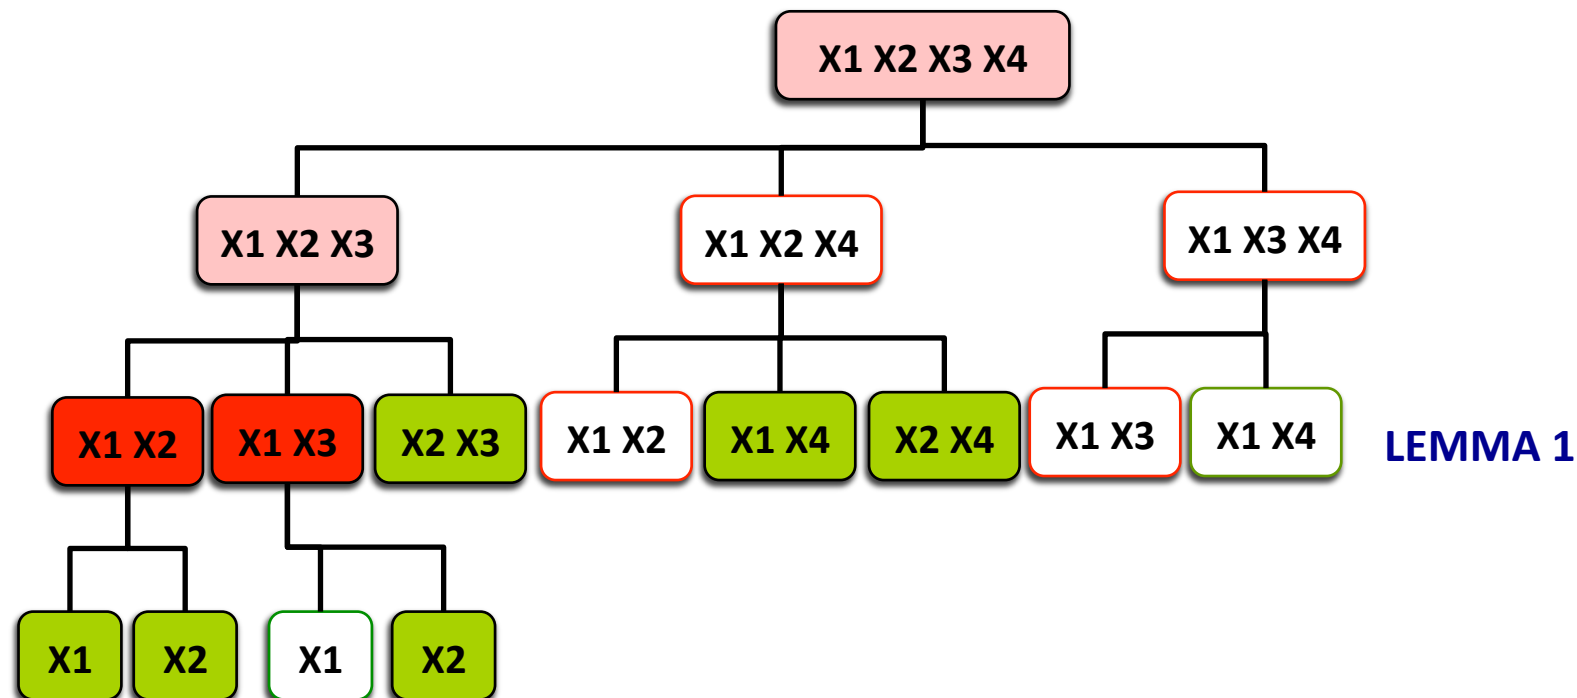 X1 X2 X3 X4
X1 X2 X3
X1 X2 X4
X1 X3 X4
X1 X2
X1 X3
X2 X3
X1 X2
X1 X4
X2 X4
X1 X3
X1 X4
LEMMA 1
X1
X2
X1
X2